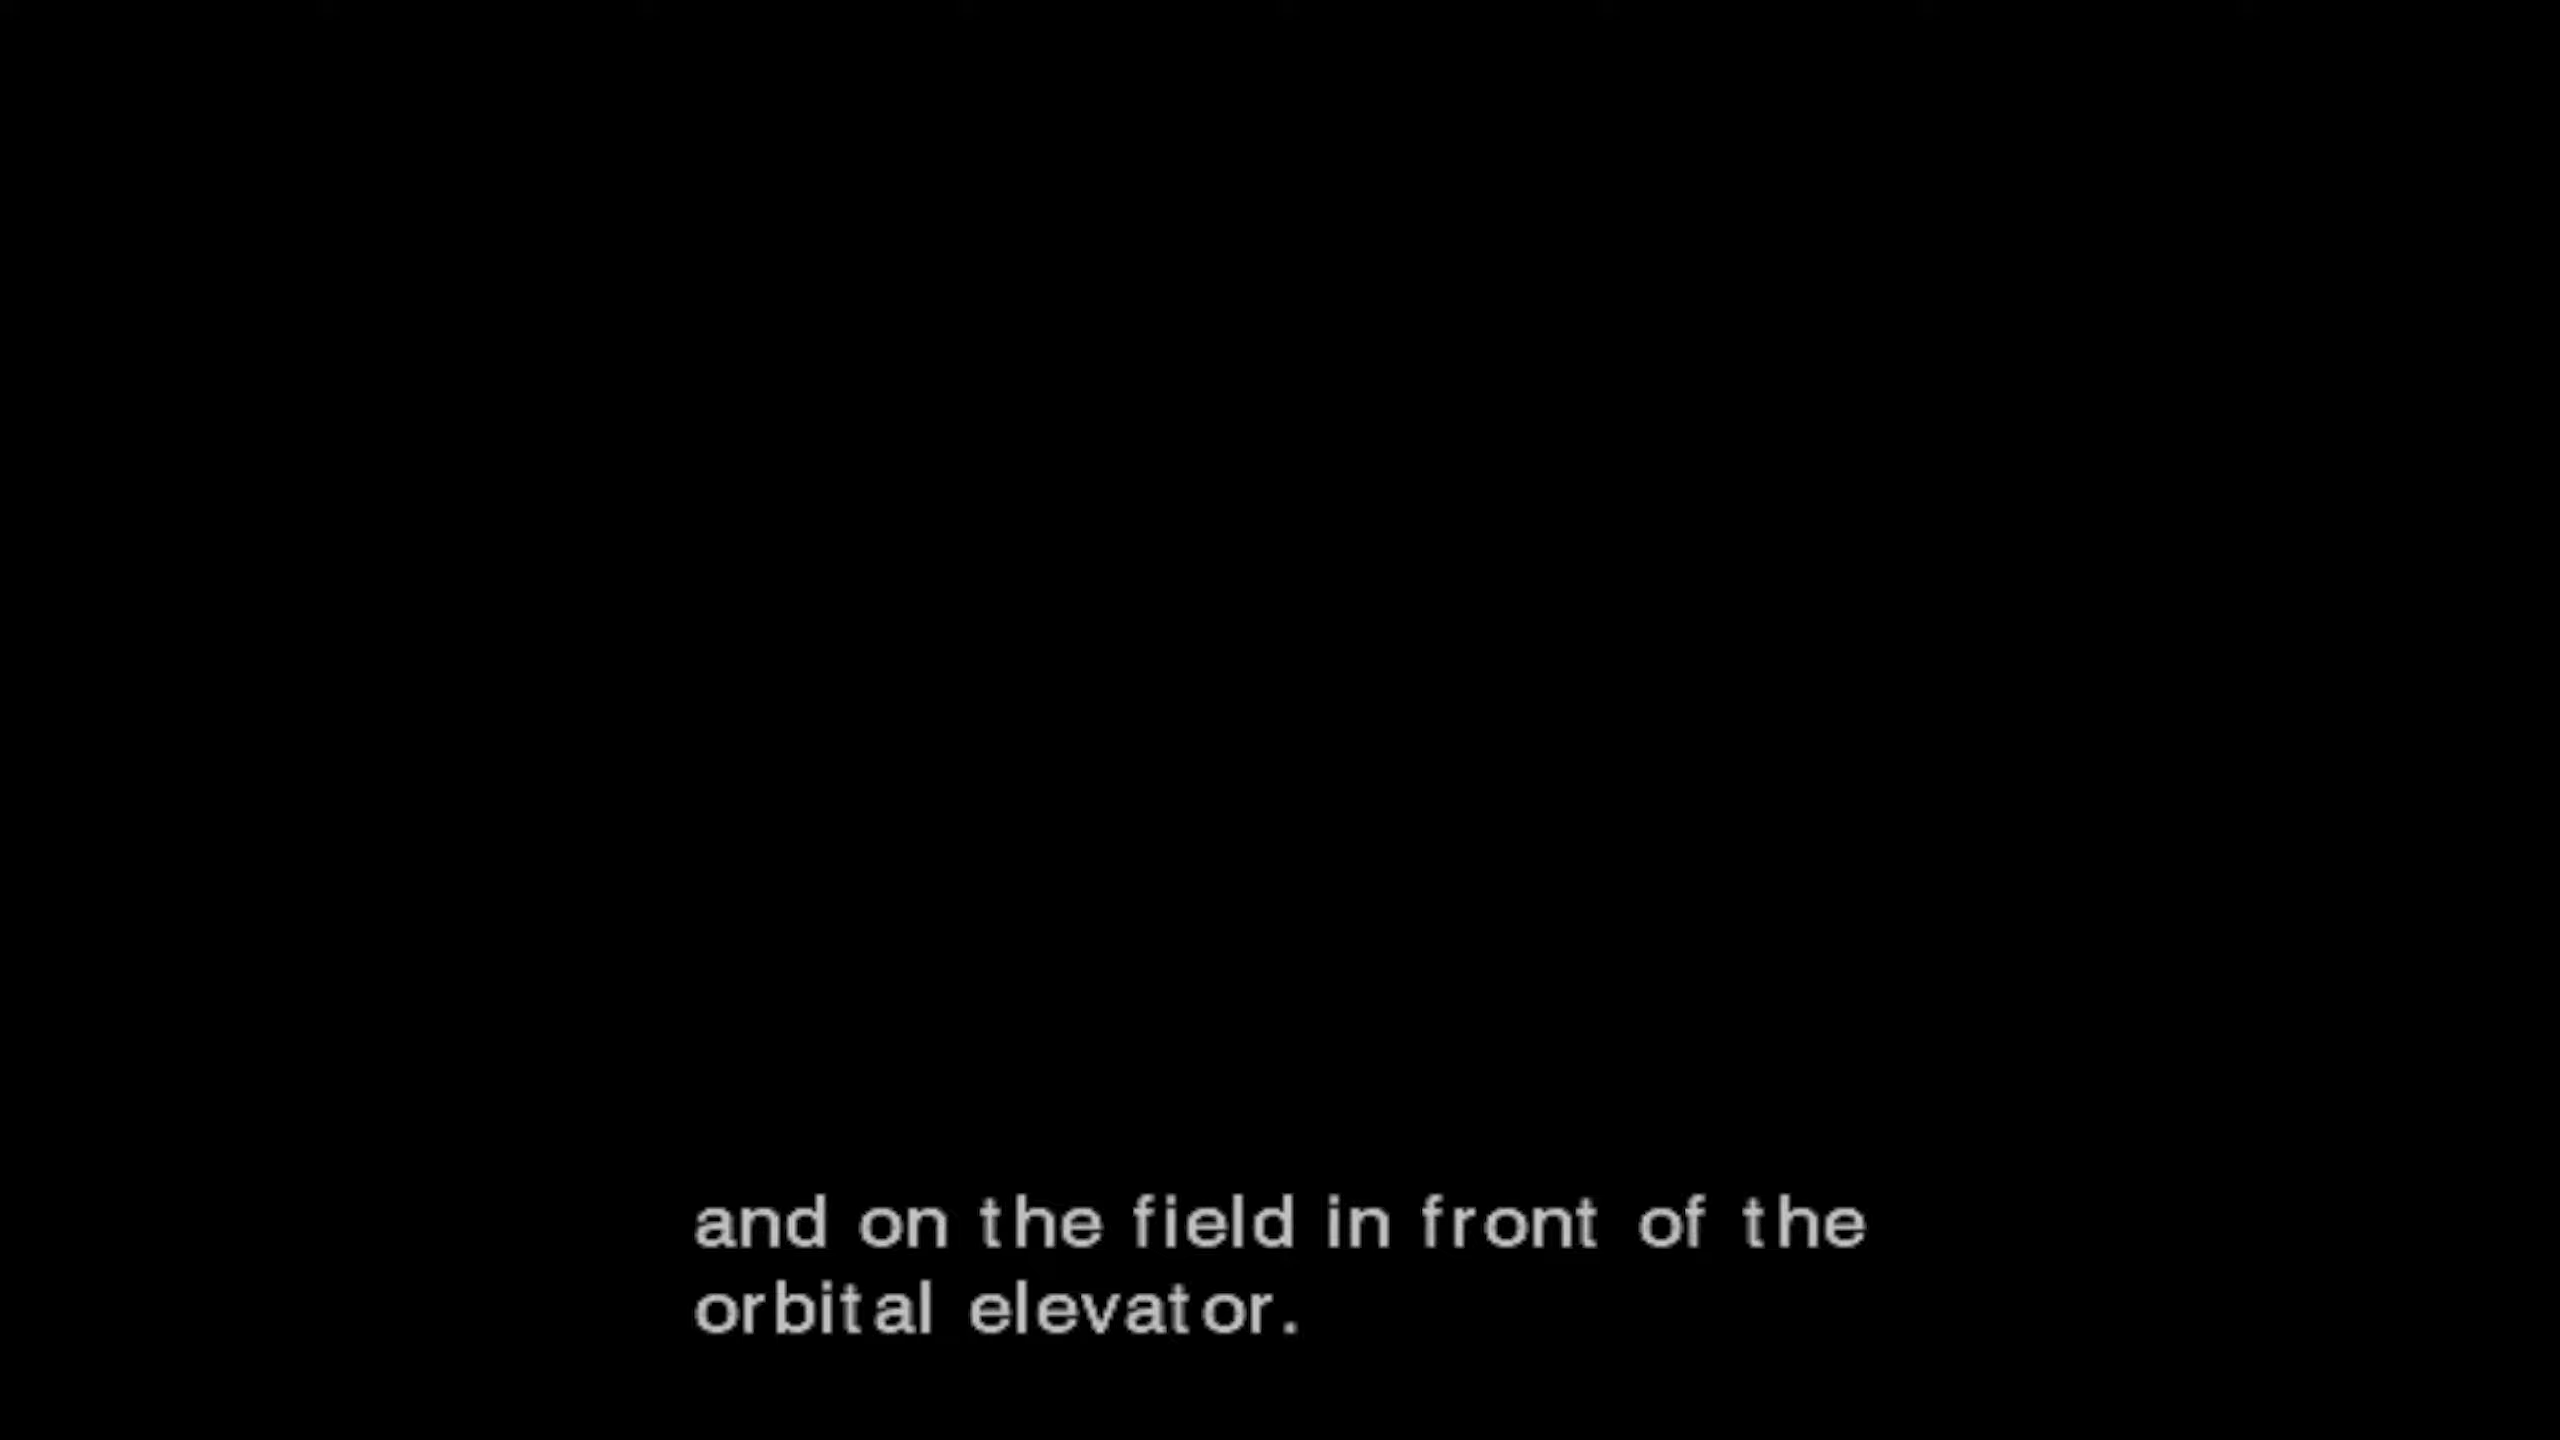 and on the field in front of the
orbital elevator.